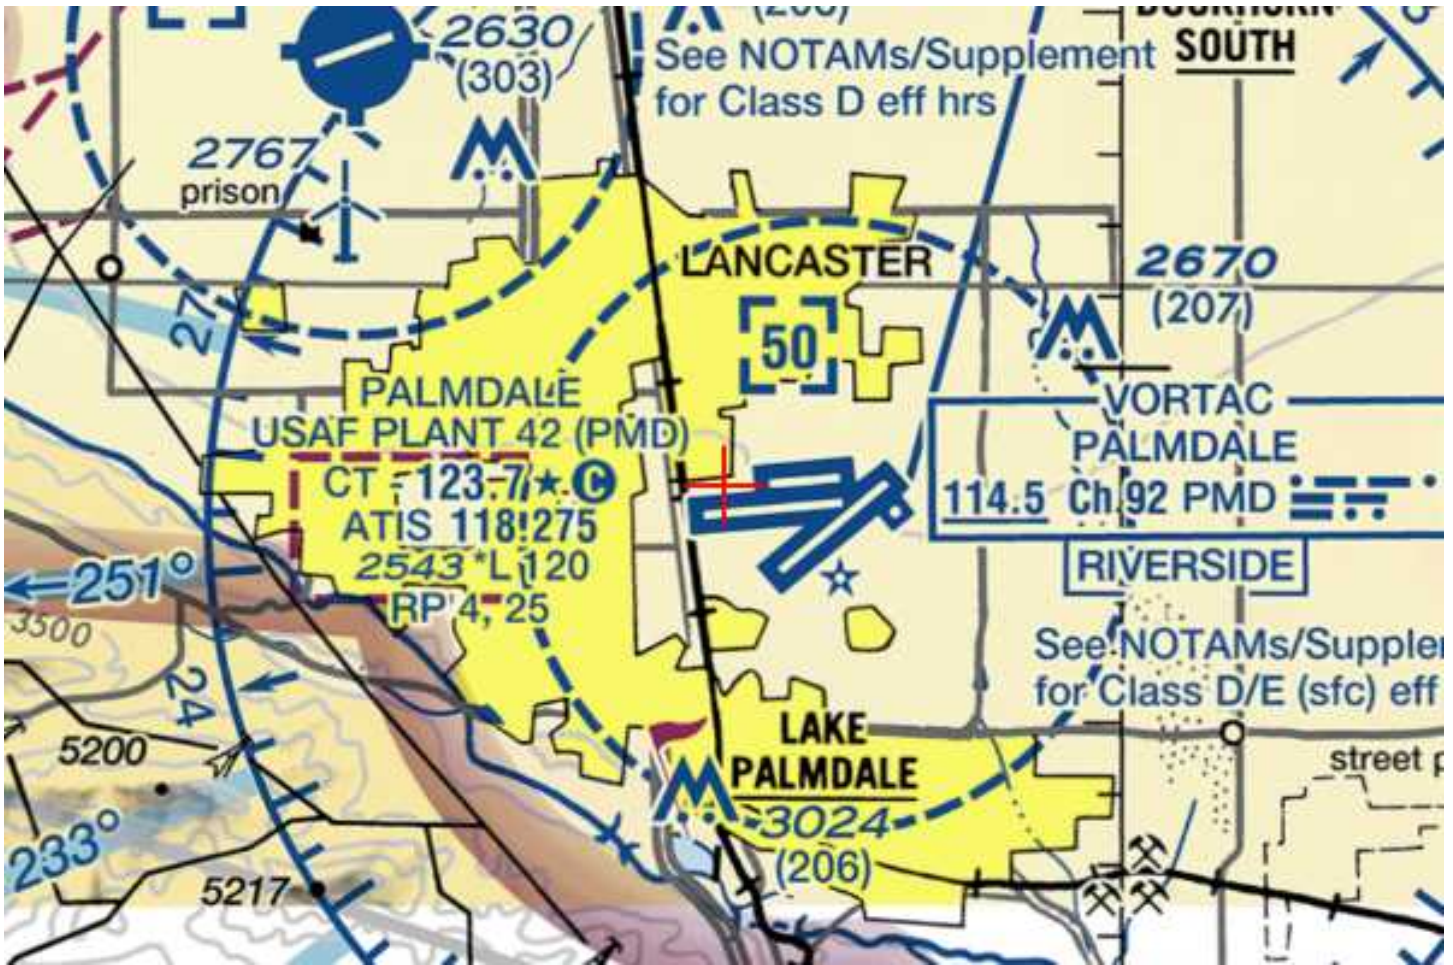 2630
(303)
See NOTAMs/Supplement
for Class D eff hrs
SOUTH
2767
prison
LANCASTER
2670
(207)
27
50
PALMDALE
USAF PLANT 42 (PMD)
CT - 123.7 ★ C
ATIS 118.275
2543 *L 120
RP 4, 25
VORTAC
PALMDALE
114.5 Ch 92 PMD
RIVERSIDE
251°
3500
See NOTAMs/Supple
for Class D/E (sfc) eff
24
5200
LAKE
PALMDALE
street
3024
(206)
233°
5217